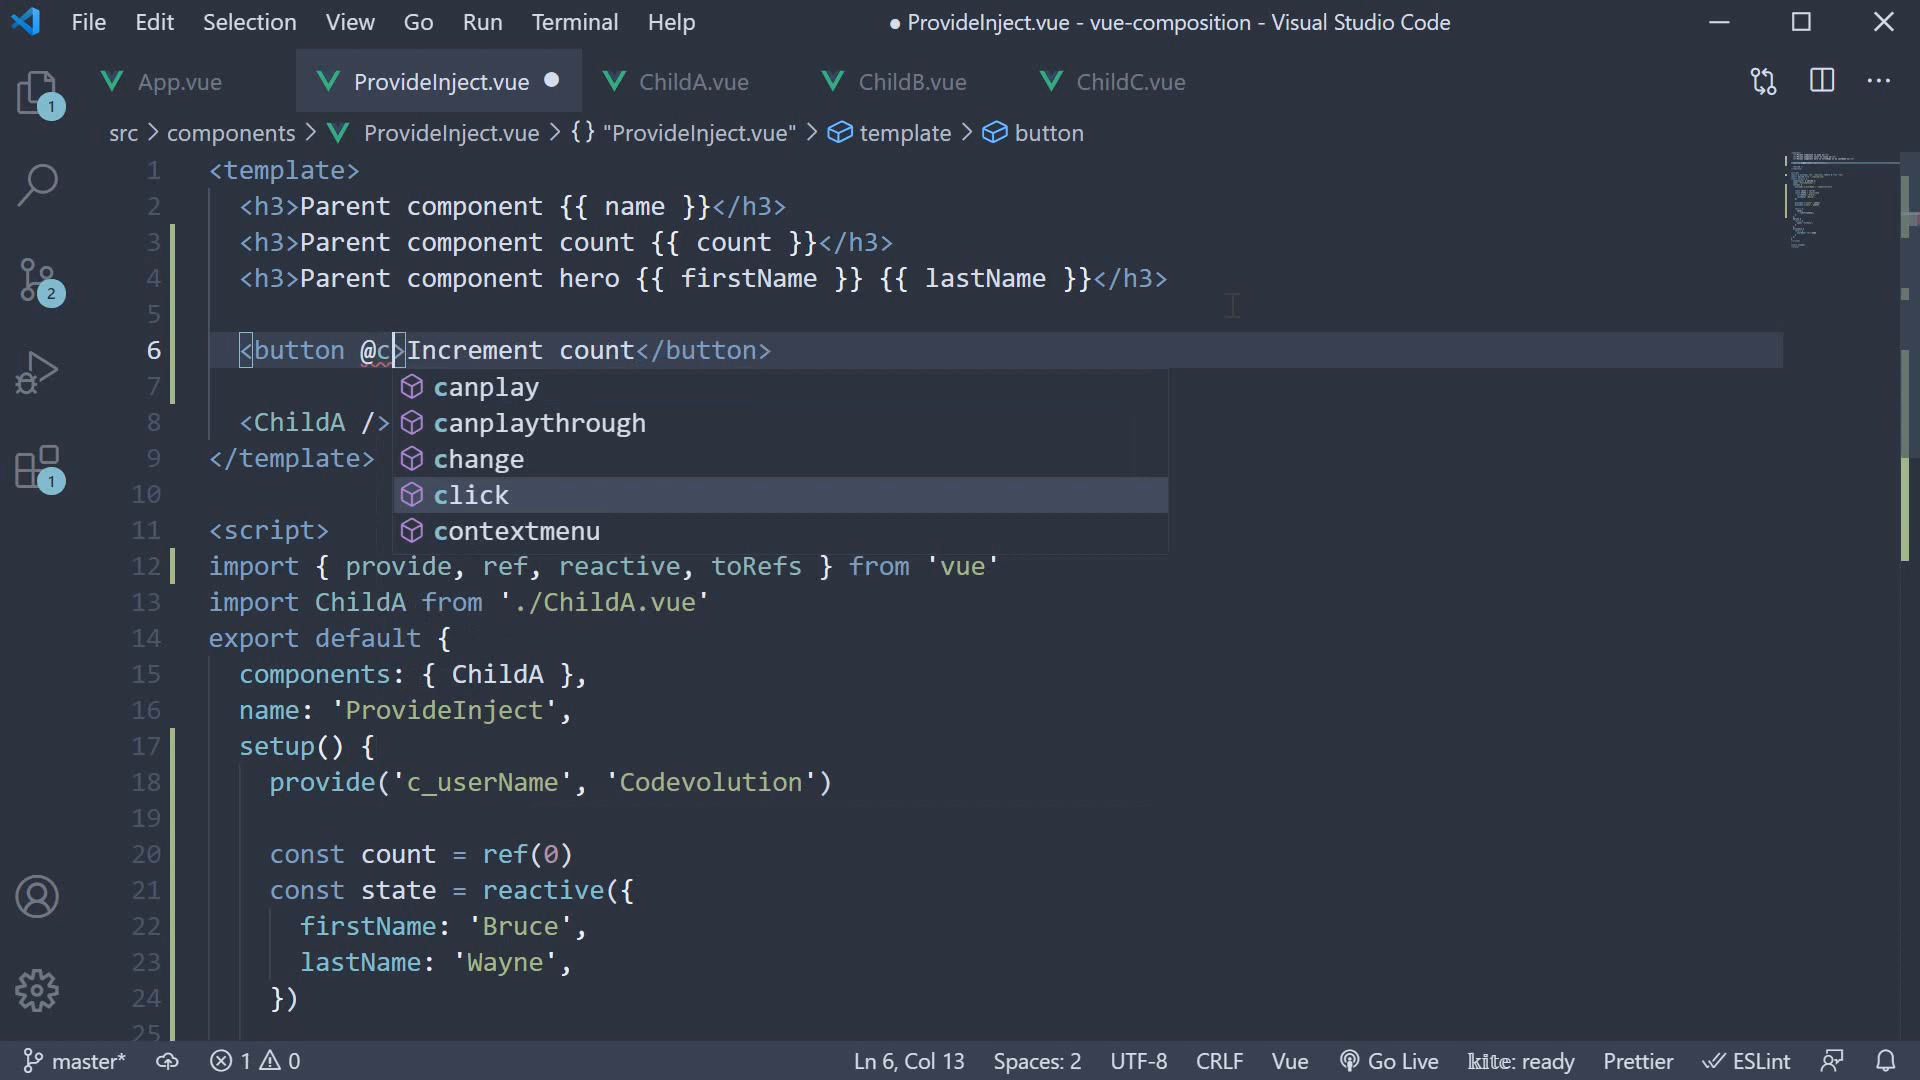 File Edit Selection View Go Run Terminal Help
● ProvideInject.vue - vue-composition - Visual Studio Code
App.vue
ProvideInject.vue
ChildA.vue
ChildB.vue
ChildC.vue
src > components > ProvideInject.vue > {} "ProvideInject.vue" > template > button
1 <template>
2 <h3>Parent component {{ name }}</h3>
3 <h3>Parent component count {{ count }}</h3>
4 <h3>Parent component hero {{ firstName }} {{ lastName }}</h3>
5
6 <button @c>Increment count</button>
7
canplay
canplaythrough
change
click
contextmenu
8 <ChildA />
9 </template>
10
11 <script>
12 import { provide, ref, reactive, toRefs } from 'vue'
13 import ChildA from './ChildA.vue'
14 export default {
15 components: { ChildA },
16 name: 'ProvideInject',
17 setup() {
18 provide('c_userName', 'Codevolution')
19
20 const count = ref(0)
21 const state = reactive({
22 firstName: 'Bruce',
23 lastName: 'Wayne',
24 })
25
1
2
1
master* 1 0
Ln 6, Col 13 Spaces: 2 UTF-8 CRLF Vue Go Live kite: ready Prettier ESLint